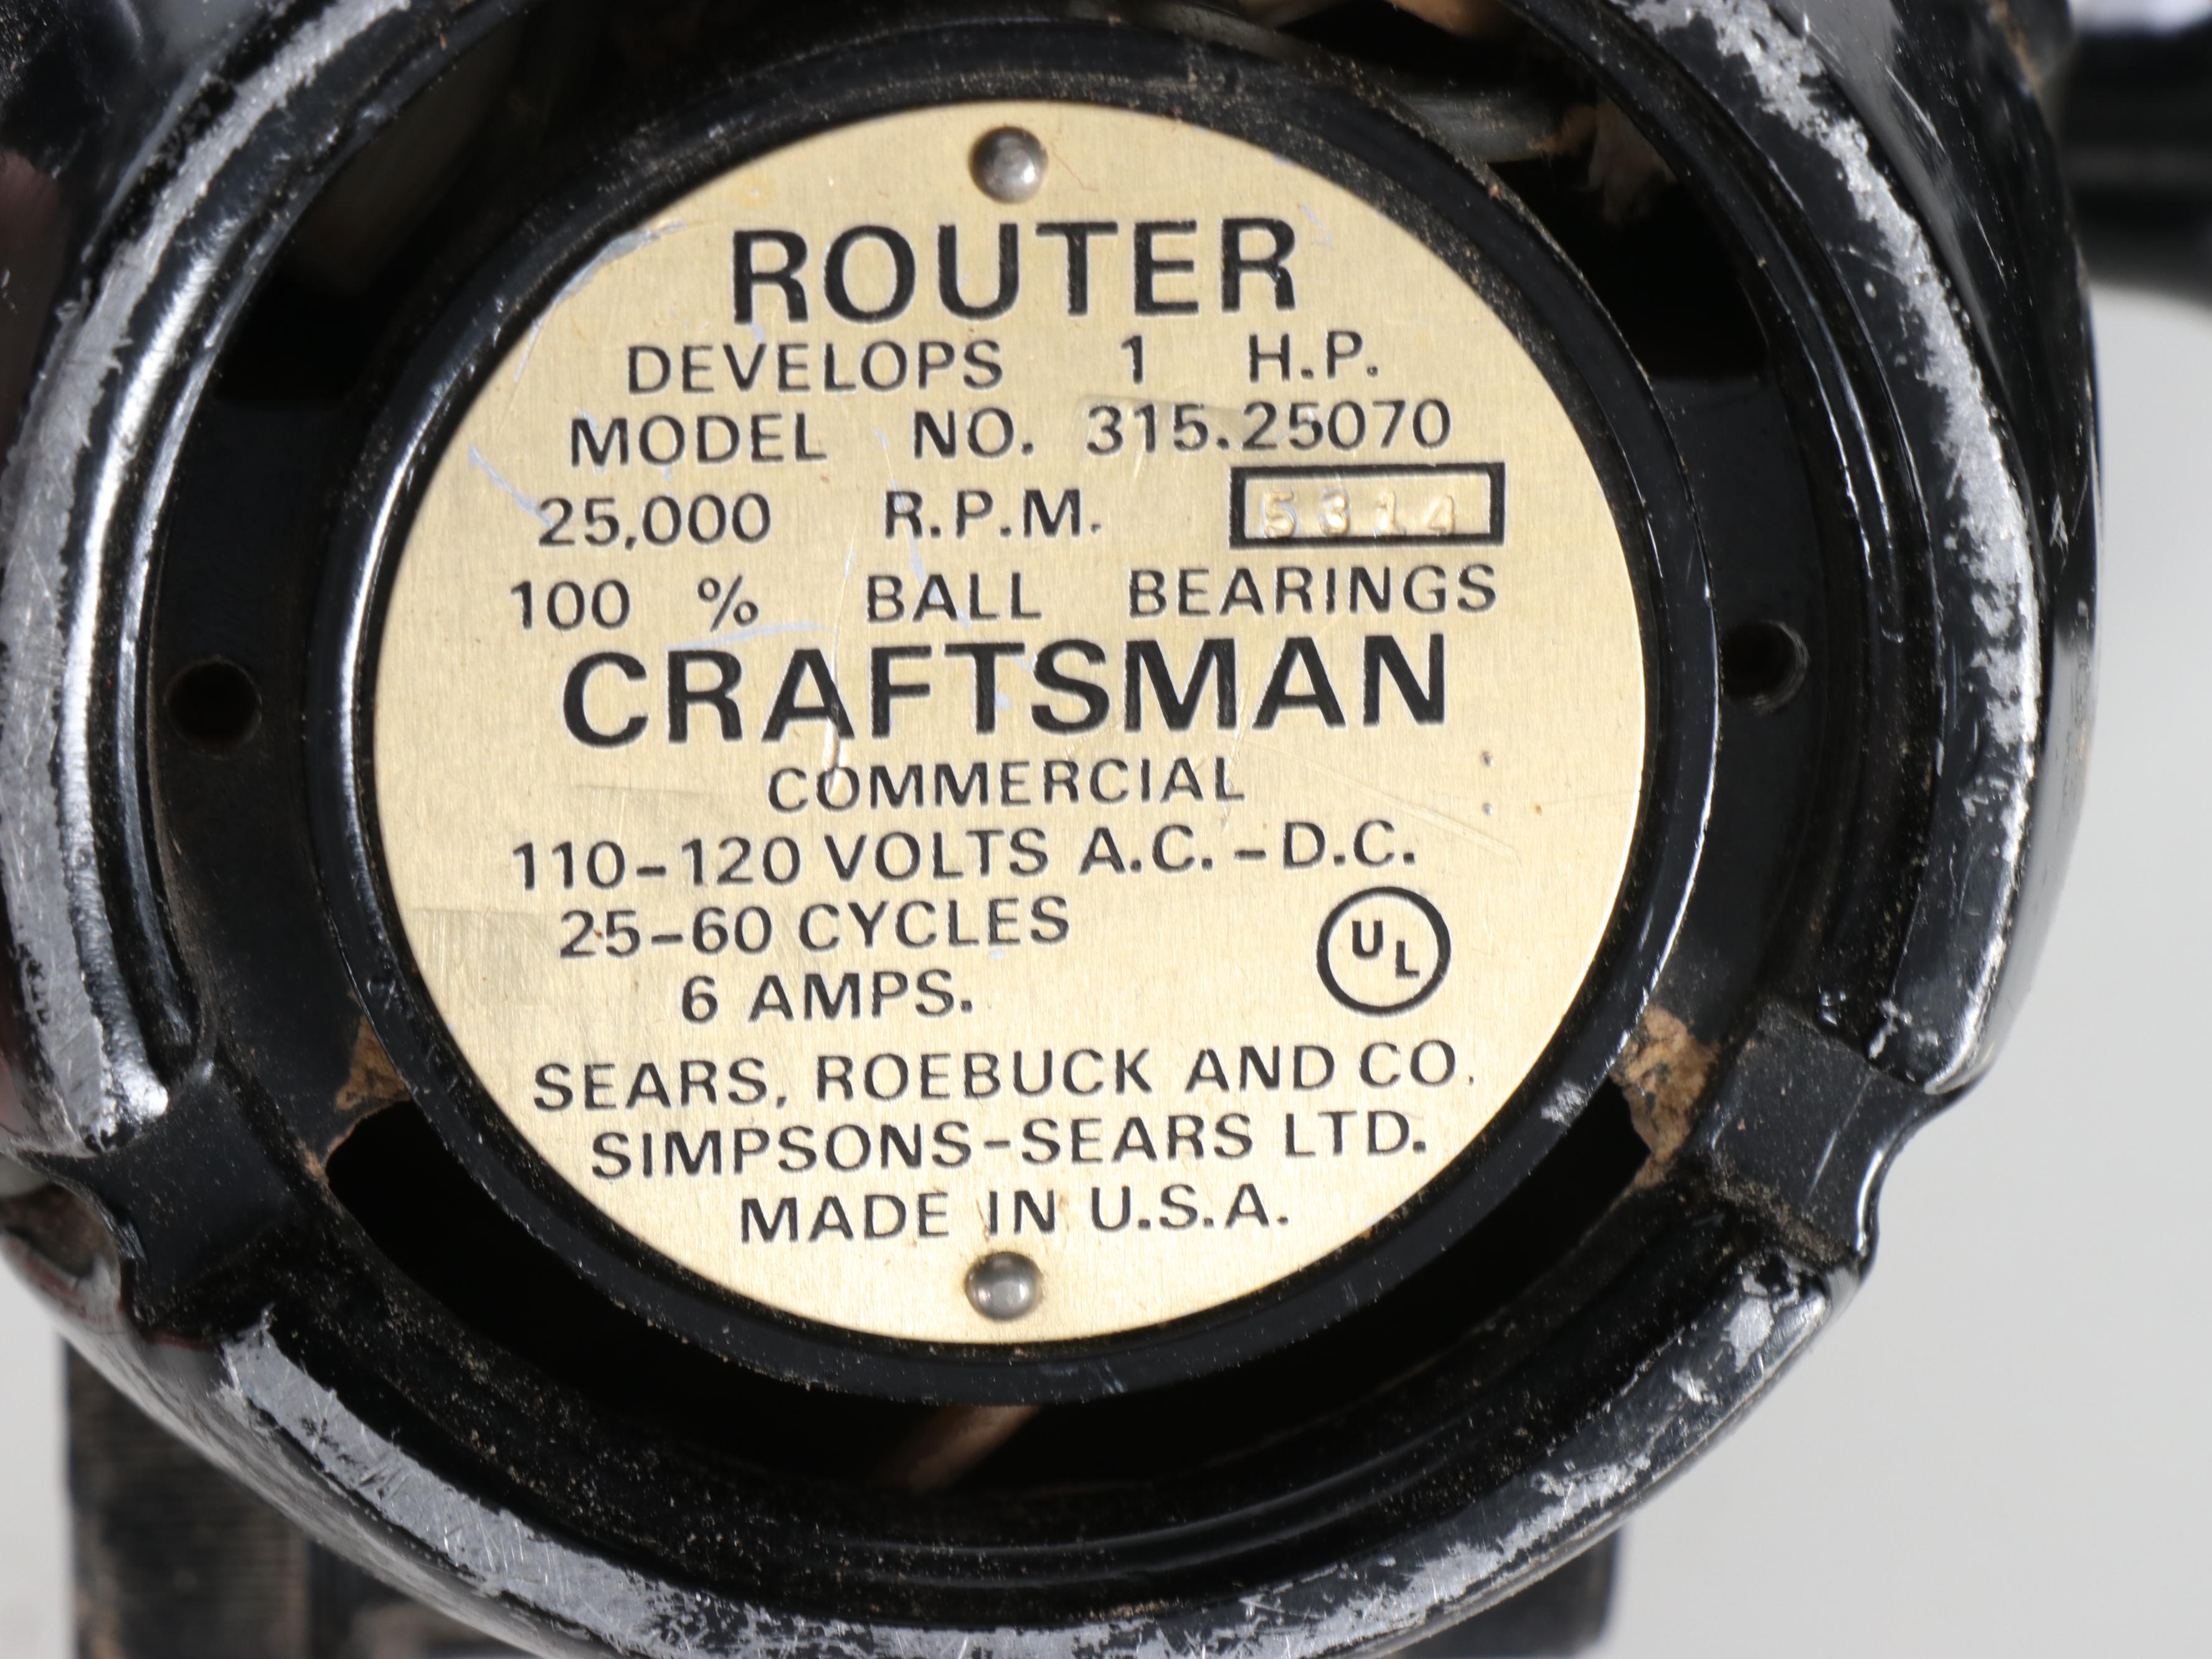 ROUTER
DEVELOPS 1 H.P.
MODEL NO. 315.25070
25,000 R.P.M. 5314
100 % BALL BEARINGS
CRAFTSMAN
COMMERCIAL
110-120 VOLTS A.C.-D.C.
25-60 CYCLES
6 AMPS.
UL
SEARS, ROEBUCK AND CO.
SIMPSONS-SEARS LTD.
MADE IN U.S.A.